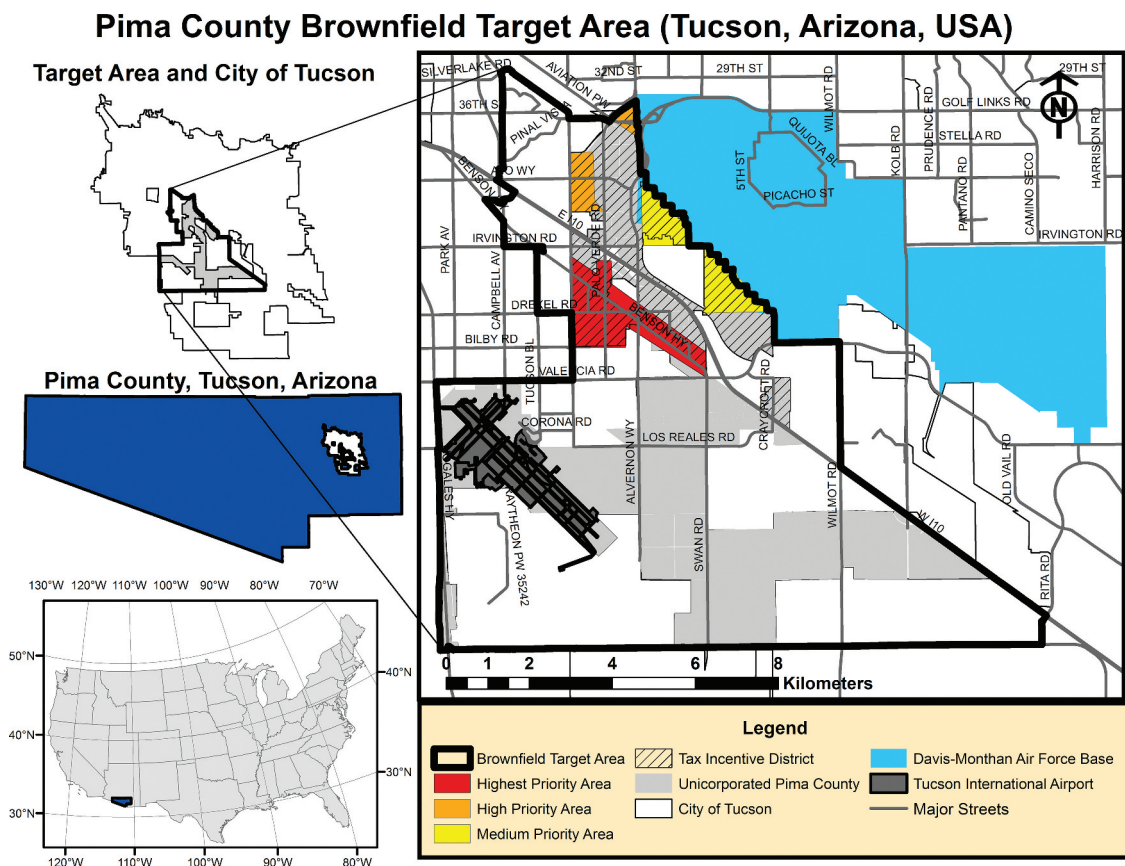 Pima County Brownfield Target Area (Tucson, Arizona, USA)
Target Area and City of Tucson
Pima County, Tucson, Arizona
130°W 120°W 110°W 100°W 90°W 80°W 70°W
50°N
40°N
30°N
40°N
30°N
120°W 110°W 100°W 90°W 80°W
SILVERLAKE RD
AVIATION PW
32ND ST
29TH ST
WILMOT RD
29TH ST
36TH S
PINAL VISTA
GOLF LINKS RD
N
QUIJOTA BL
STELLA RD
KOLB RD
PRUDENCE RD
HARRISON RD
BENSON
O WY
5TH ST
PICACHO ST
PANTANO RD
CAMINO SECO
E I10
IRVINGTON RD
IRVINGTON RD
PARK AV
CAMPBELL AV
PALO VERDE RD
DREXEL RD
BENSON HY
BILBY RD
TUCSON BL
VALENCIA RD
CRAYCROFT RD
CORONA RD
LOS REALES RD
ALVERNON WY
OLD VAIL RD
GALES HY
AYTHEON PW 35242
SWAN RD
WILMOT RD
W I10
RITA RD
0 1 2 4 6 8
Kilometers
Legend
Brownfield Target Area
Highest Priority Area
High Priority Area
Medium Priority Area
Tax Incentive District
Unicorporated Pima County
City of Tucson
Davis-Monthan Air Force Base
Tucson International Airport
Major Streets